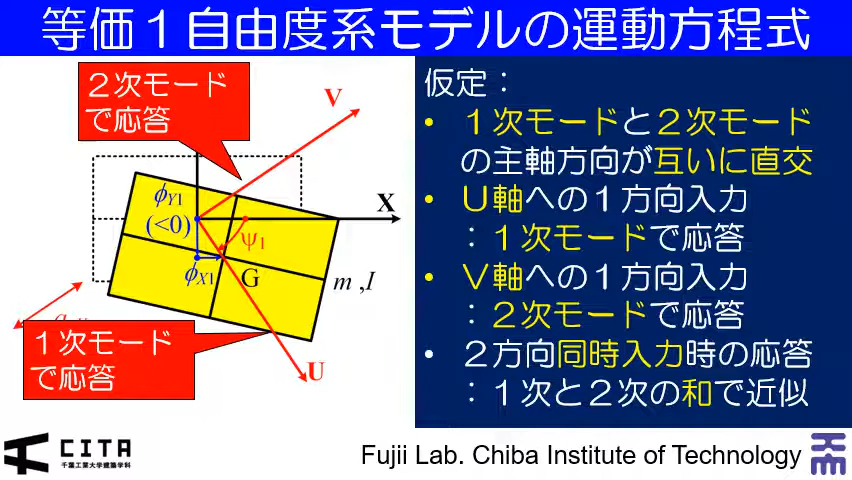 等価１自由度系モデルの運動方程式
２次モード
で応答
V
X
ϕY1
(<0)
ψ1
ϕX1
G
m ,I
１次モード
で応答
U
仮定：
• １次モードと２次モード
の主軸方向が互いに直交
• Ｕ軸への１方向入力
：１次モードで応答
• Ｖ軸への１方向入力
：２次モードで応答
• ２方向同時入力時の応答
：１次と２次の和で近似
CITA
千葉工業大学建築学科
Fujii Lab. Chiba Institute of Technology